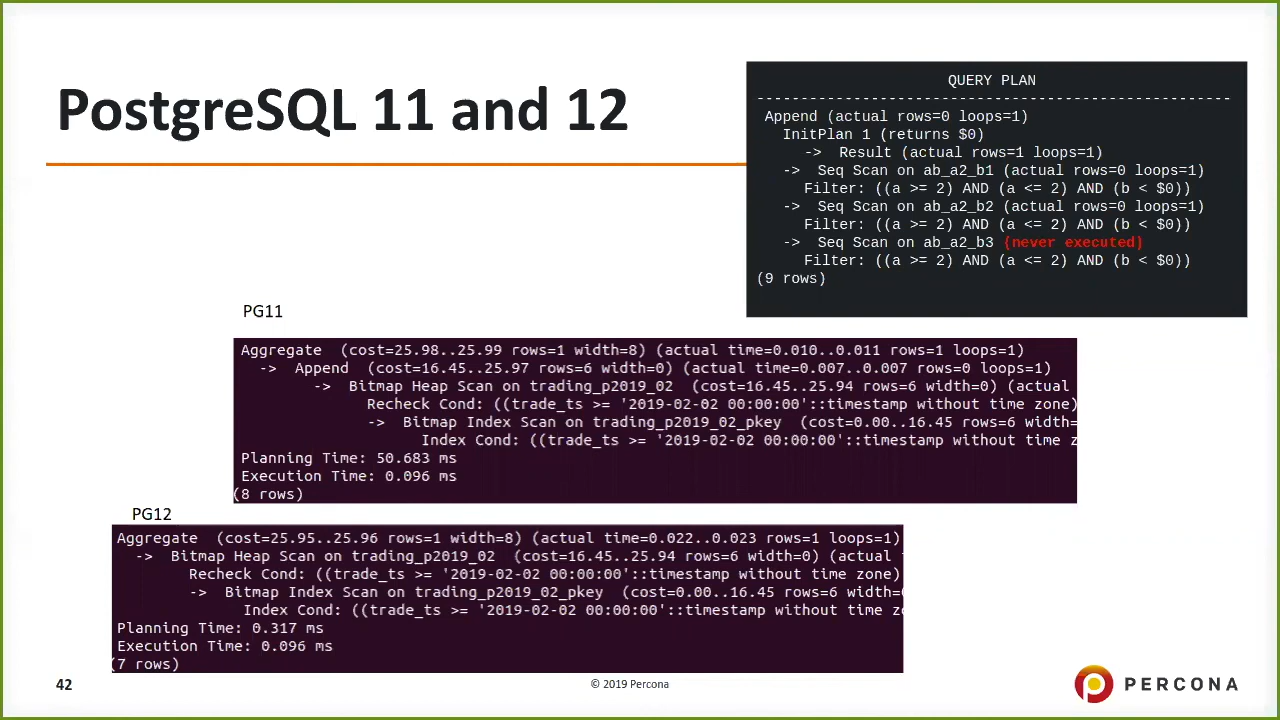 PostgreSQL 11 and 12
QUERY PLAN
------------------------------------------------------
Append (actual rows=0 loops=1)
InitPlan 1 (returns $0)
-> Result (actual rows=1 loops=1)
-> Seq Scan on ab_a2_b1 (actual rows=0 loops=1)
Filter: ((a >= 2) AND (a <= 2) AND (b < $0))
-> Seq Scan on ab_a2_b2 (actual rows=0 loops=1)
Filter: ((a >= 2) AND (a <= 2) AND (b < $0))
-> Seq Scan on ab_a2_b3 (never executed)
Filter: ((a >= 2) AND (a <= 2) AND (b < $0))
(9 rows)
PG11
Aggregate (cost=25.98..25.99 rows=1 width=8) (actual time=0.010..0.011 rows=1 loops=1)
-> Append (cost=16.45..25.97 rows=6 width=0) (actual time=0.007..0.007 rows=0 loops=1)
-> Bitmap Heap Scan on trading_p2019_02 (cost=16.45..25.94 rows=6 width=0) (actual
Recheck Cond: ((trade_ts >= '2019-02-02 00:00:00'::timestamp without time zone)
-> Bitmap Index Scan on trading_p2019_02_pkey (cost=0.00..16.45 rows=6 width=
Index Cond: ((trade_ts >= '2019-02-02 00:00:00'::timestamp without time z
Planning Time: 50.683 ms
Execution Time: 0.096 ms
(8 rows)
PG12
Aggregate (cost=25.95..25.96 rows=1 width=8) (actual time=0.022..0.023 rows=1 loops=1)
-> Bitmap Heap Scan on trading_p2019_02 (cost=16.45..25.94 rows=6 width=0) (actual
Recheck Cond: ((trade_ts >= '2019-02-02 00:00:00'::timestamp without time zone)
-> Bitmap Index Scan on trading_p2019_02_pkey (cost=0.00..16.45 rows=6 width=
Index Cond: ((trade_ts >= '2019-02-02 00:00:00'::timestamp without time zo
Planning Time: 0.317 ms
Execution Time: 0.096 ms
(7 rows)
42
© 2019 Percona
PERCONA